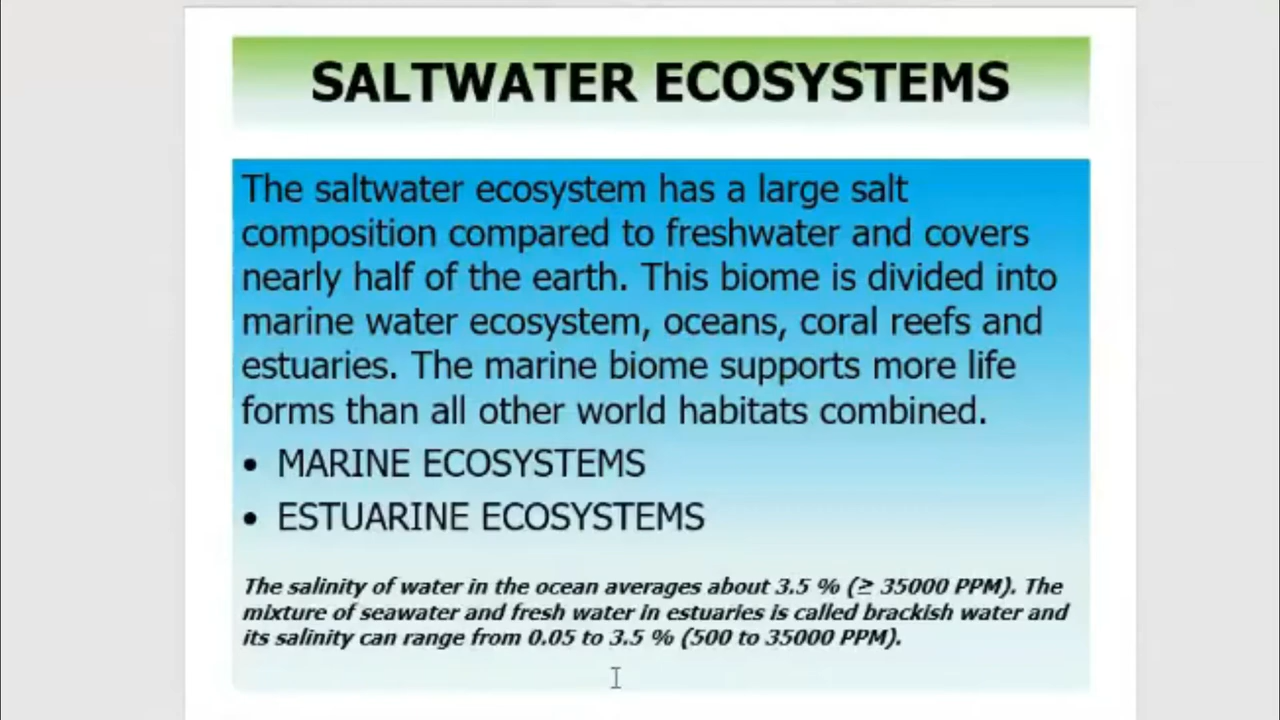 SALTWATER ECOSYSTEMS
The saltwater ecosystem has a large salt
composition compared to freshwater and covers
nearly half of the earth. This biome is divided into
marine water ecosystem, oceans, coral reefs and
estuaries. The marine biome supports more life
forms than all other world habitats combined.
• MARINE ECOSYSTEMS
• ESTUARINE ECOSYSTEMS
The salinity of water in the ocean averages about 3.5 % (≥ 35000 PPM). The
mixture of seawater and fresh water in estuaries is called brackish water and
its salinity can range from 0.05 to 3.5 % (500 to 35000 PPM).